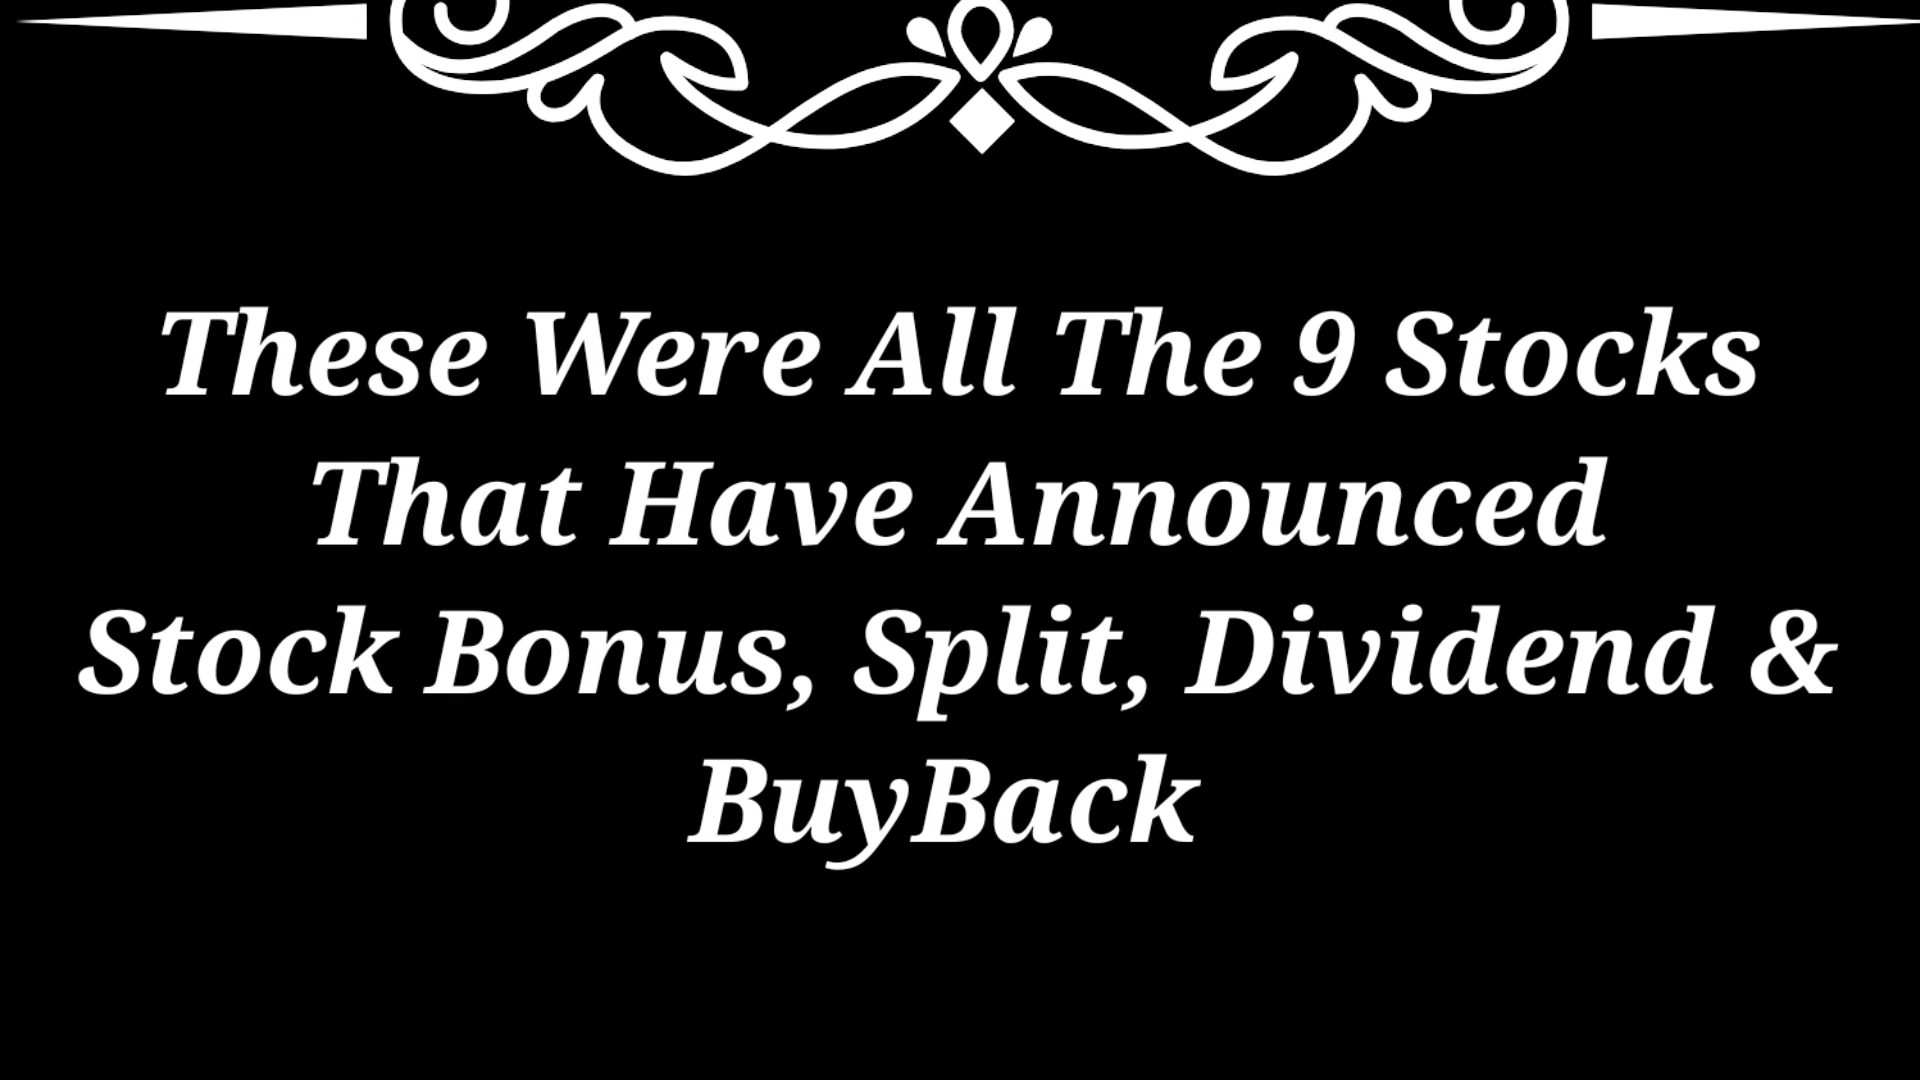 These Were All The 9 Stocks
That Have Announced
Stock Bonus, Split, Dividend &
BuyBack